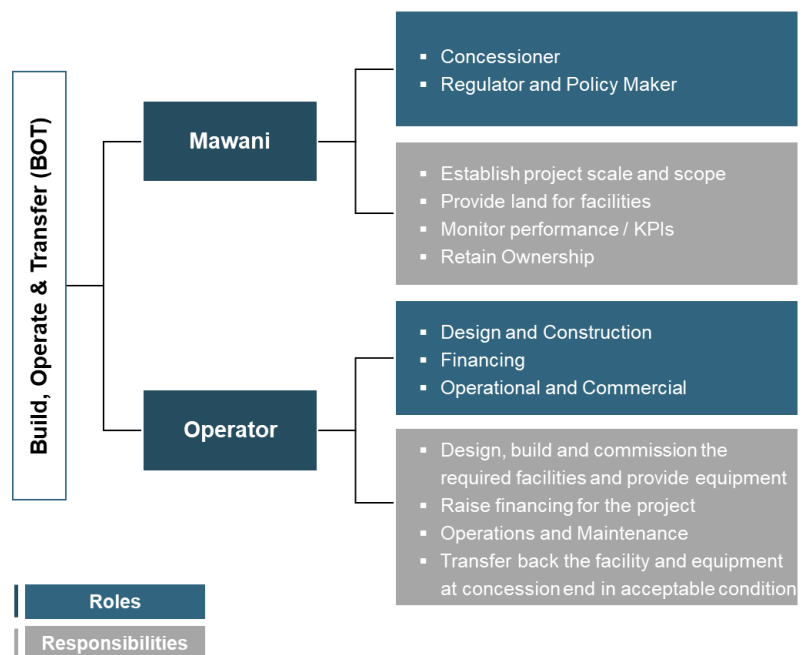 Build, Operate & Transfer (BOT)
Mawani
▪ Concessioner
▪ Regulator and Policy Maker
▪ Establish project scale and scope
▪ Provide land for facilities
▪ Monitor performance / KPIs
▪ Retain Ownership
Operator
▪ Design and Construction
▪ Financing
▪ Operational and Commercial
▪ Design, build and commission the
required facilities and provide equipment
▪ Raise financing for the project
▪ Operations and Maintenance
▪ Transfer back the facility and equipment
at concession end in acceptable condition
Roles
Responsibilities